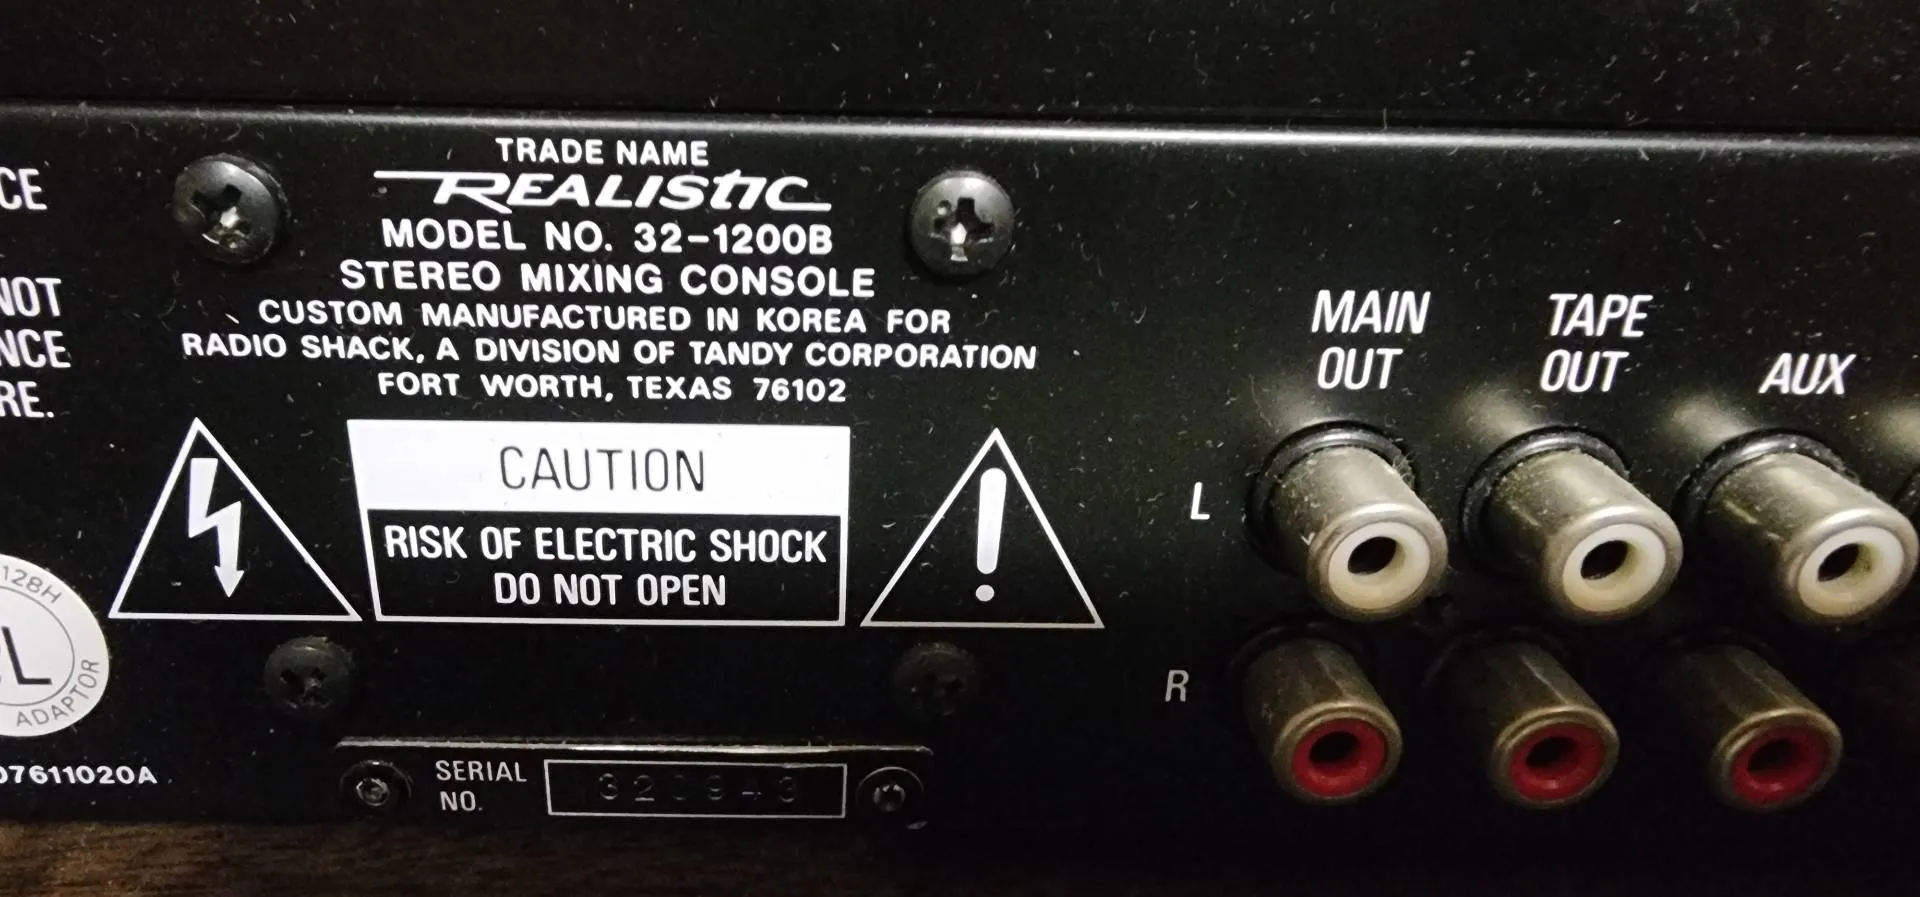 CE
NOT
NCE
RE.
128H
ADAPTOR
07611020A
TRADE NAME
REALISTIC
MODEL NO. 32-1200B
STEREO MIXING CONSOLE
CUSTOM MANUFACTURED IN KOREA FOR
RADIO SHACK, A DIVISION OF TANDY CORPORATION
FORT WORTH, TEXAS 76102
CAUTION
RISK OF ELECTRIC SHOCK
DO NOT OPEN
SERIAL
NO.
MAIN
OUT
TAPE
OUT
AUX
L
R